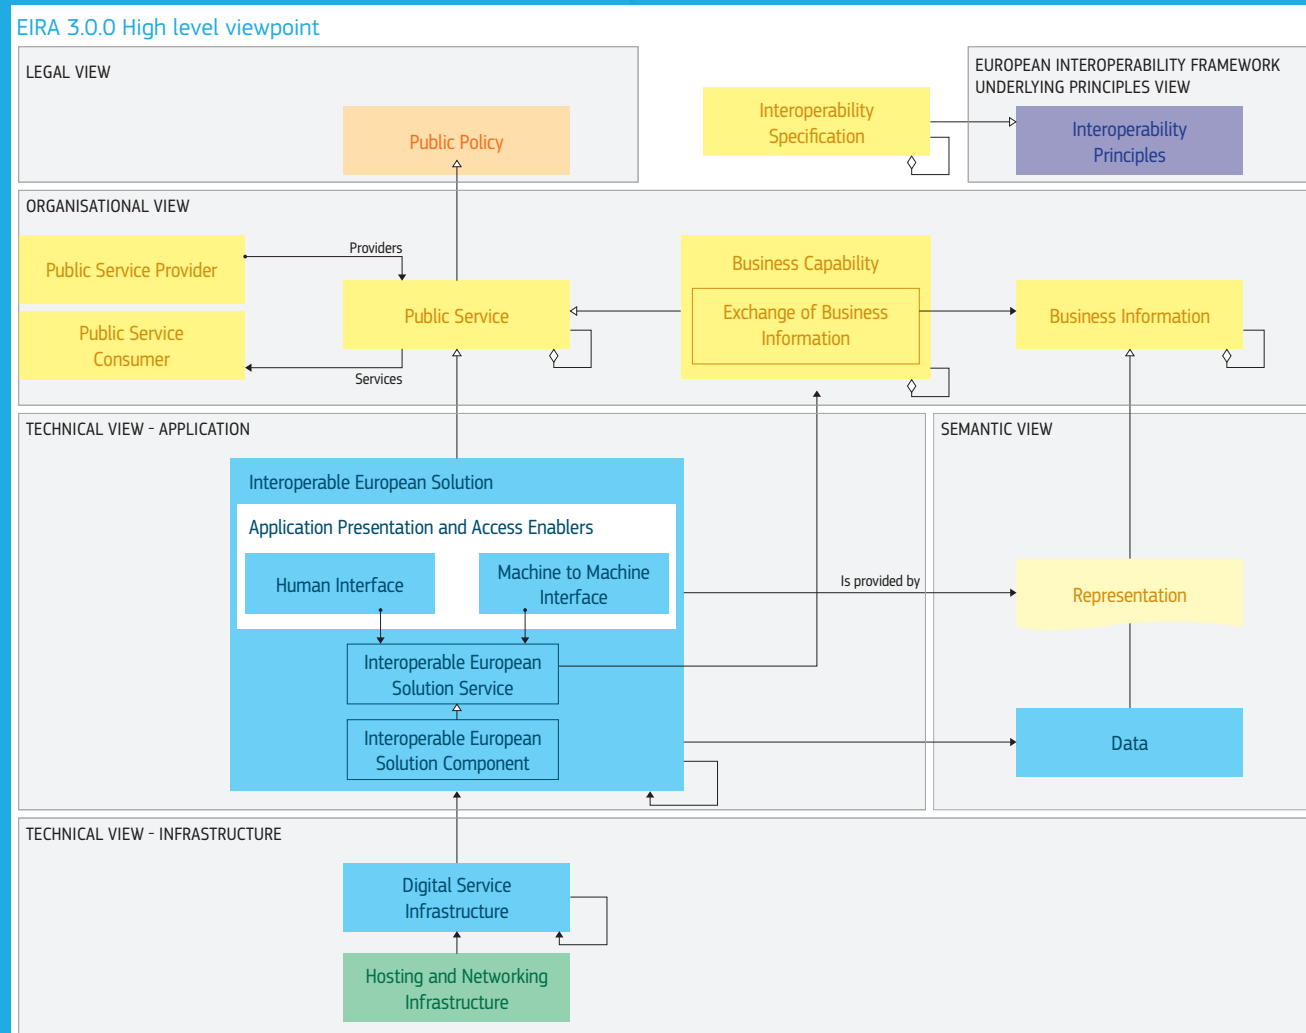 EIRA 3.0.0 High level viewpoint
LEGAL VIEW
Public Policy
Interoperability
Specification
EUROPEAN INTEROPERABILITY FRAMEWORK
UNDERLYING PRINCIPLES VIEW
Interoperability
Principles
ORGANISATIONAL VIEW
Public Service Provider
Providers
Public Service
Consumer
Services
Public Service
Business Capability
Exchange of Business
Information
Business Information
TECHNICAL VIEW - APPLICATION
Interoperable European Solution
Application Presentation and Access Enablers
Human Interface
Machine to Machine
Interface
Interoperable European
Solution Service
Interoperable European
Solution Component
Is provided by
SEMANTIC VIEW
Representation
Data
TECHNICAL VIEW - INFRASTRUCTURE
Digital Service
Infrastructure
Hosting and Networking
Infrastructure